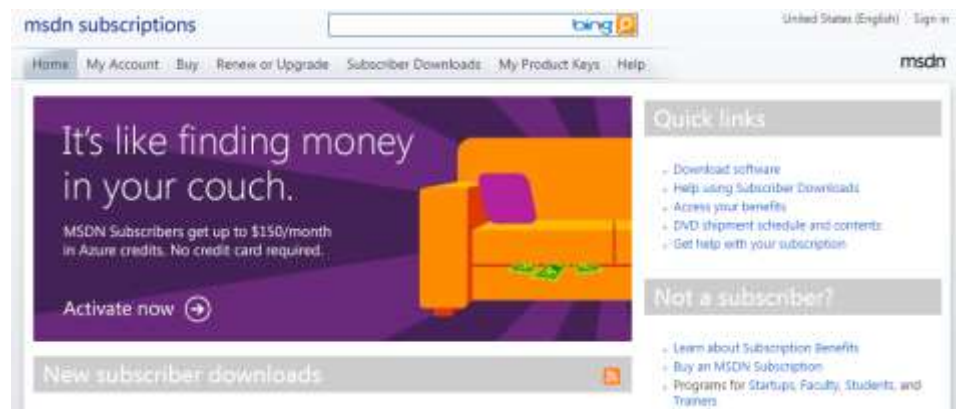 msdn subscriptions
bing
United States (English) Sign in
Home My Account Buy Renew or Upgrade Subscriber Downloads My Product Keys Help
msdn
It's like finding money
in your couch.
MSDN Subscribers get up to $150/month
in Azure credits. No credit card required.
Activate now
New subscriber downloads
Quick links
Download software
Help using Subscriber Downloads
Access your benefits
DVD shipment schedule and contents
Get help with your subscription
Not a subscriber?
Learn about Subscription Benefits
Buy an MSDN Subscription
Programs for Startups, Faculty, Students, and
Trainers